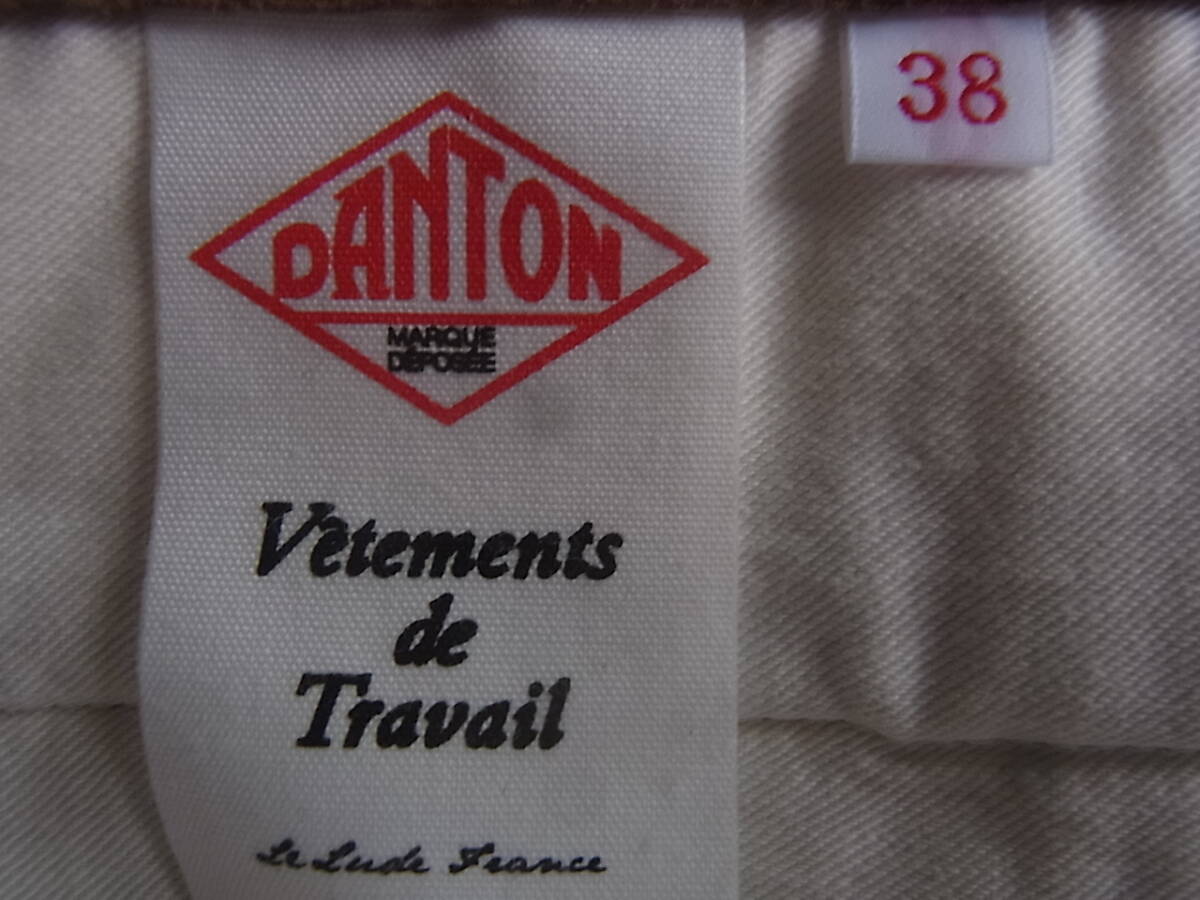 DANTON
MARQUE
DÉPOSÉE
Vêtements
de
Travail
Le Lude France
38